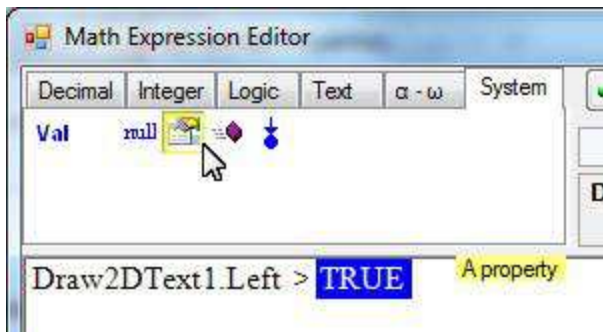 Math Expression Editor
Decimal Integer Logic Text α - ω System
Val null
D
Draw2DText1.Left > TRUE
A property